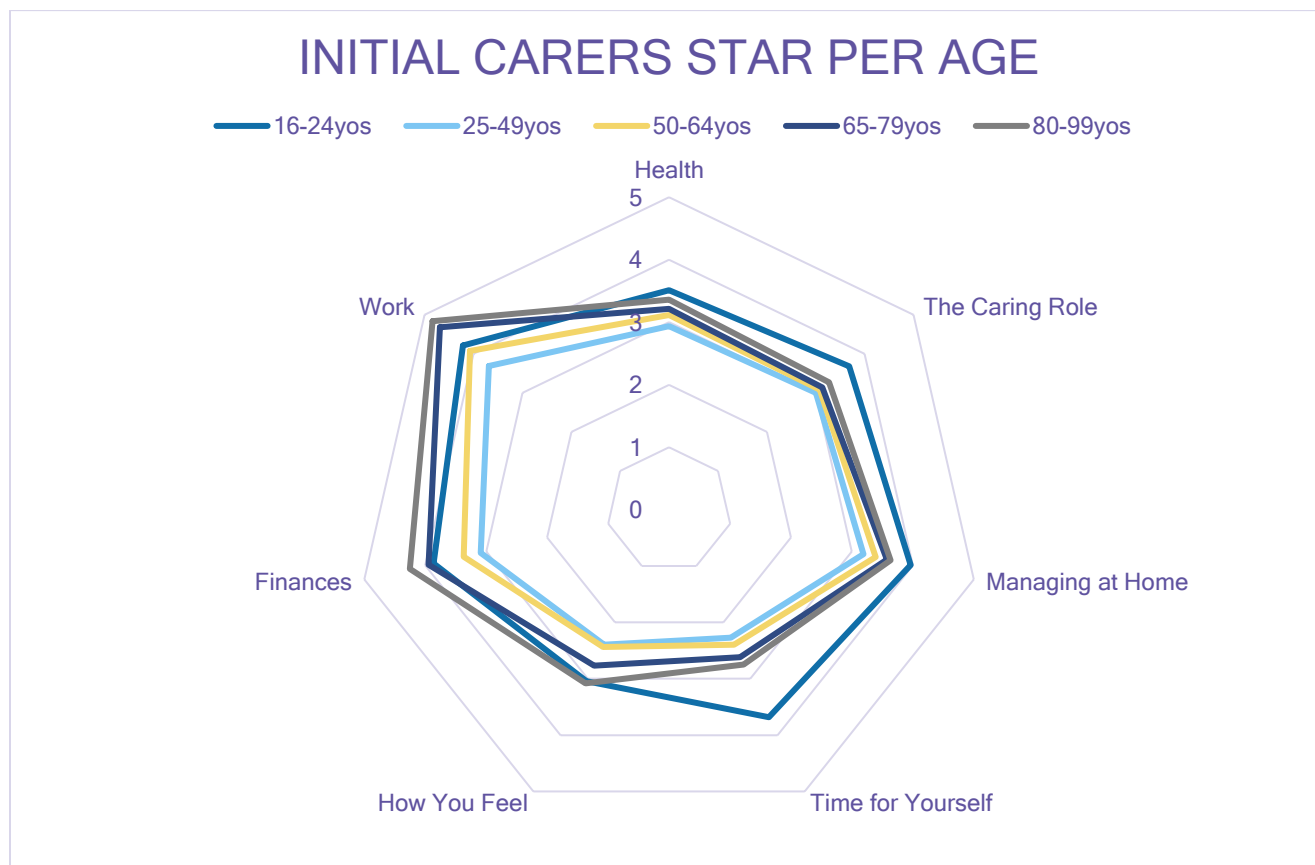 INITIAL CARERS STAR PER AGE
16-24yos 25-49yos 50-64yos 65-79yos 80-99yos
Health
5
4
3
2
1
0
The Caring Role
Managing at Home
Time for Yourself
How You Feel
Finances
Work